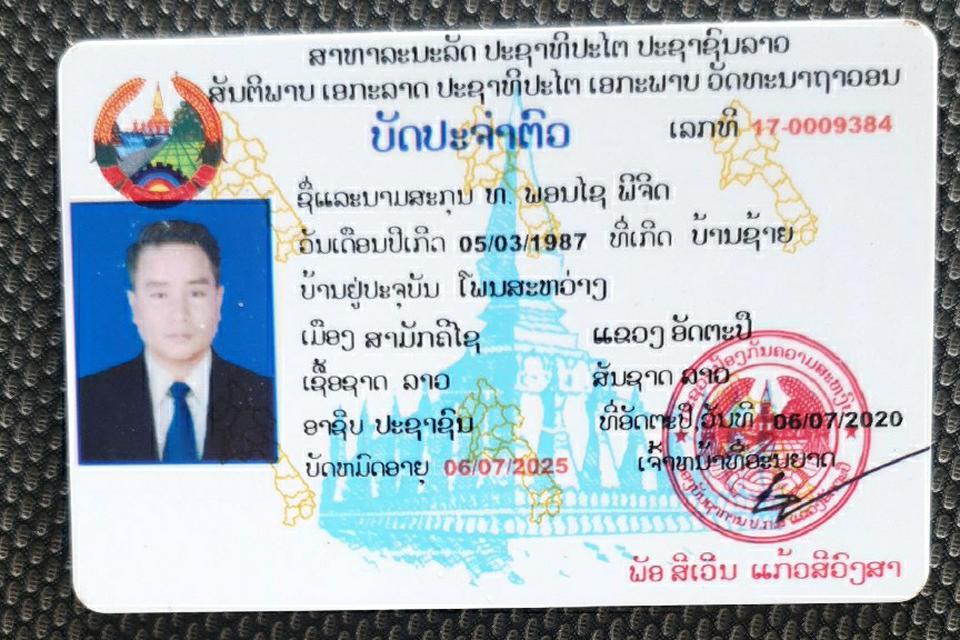 ສາທາລະນະລັດ ປະຊາທິປະໄຕ ປະຊາຊົນລາວ
ສັນຕິພາບ ເອກະລາດ ປະຊາທິປະໄຕ ເອກະພາບ ວັດທະນາຖາວອນ
ບັດປະຈຳຕົວ
ເລກທີ 17-0009384
ຊື່ແລະນາມສະກຸນ ທ. ພອນໄຊ ພີຈິດ
ວັນເດືອນປີເກີດ 05/03/1987 ທີ່ເກີດ ບ້ານຊ້າຍ
ບ້ານຢູ່ປະຈຸບັນ ໂພນສະຫວ່າງ
ເມືອງ ສາມັກຄີໄຊ ແຂວງ ອັດຕະປື
ເຊື້ອຊາດ ລາວ ສັນຊາດ ລາວ
ອາຊິບ ປະຊາຊົນ ທີ່ອັດຕະປື,ວັນທີ 06/07/2020
ບັດຫມົດອາຍຸ 06/07/2025 ເຈົ້າຫນ້າທີ່ອະນຸຍາດ
ພັອ ສີເວີນ ແກ້ວສີວົງສາ